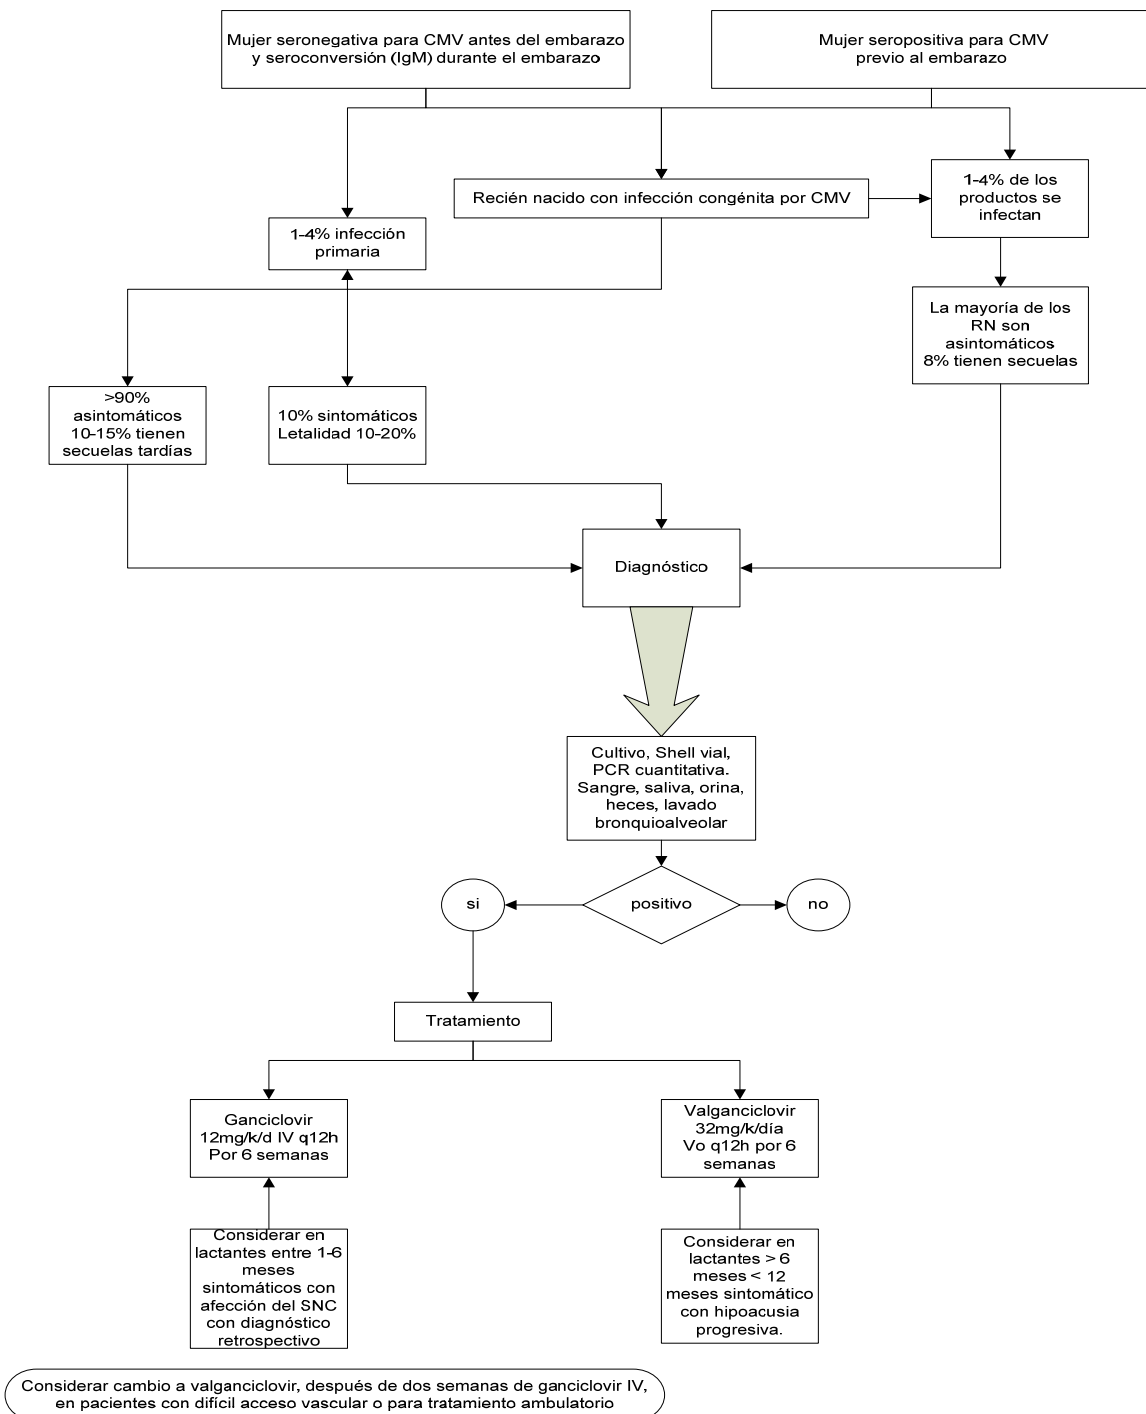 Mujer seronegativa para CMV antes del embarazo
y seroconversión (IgM) durante el embarazo
Mujer seropositiva para CMV
previo al embarazo
Recién nacido con infección congénita por CMV
1-4% de los
productos se
infectan
1-4% infección
primaria
La mayoría de los
RN son
asintomáticos
8% tienen secuelas
>90%
asintomáticos
10-15% tienen
secuelas tardías
10% sintomáticos
Letalidad 10-20%
Diagnóstico
Cultivo, Shell vial,
PCR cuantitativa.
Sangre, saliva, orina,
heces, lavado
bronquioalveolar
si
positivo
no
Tratamiento
Ganciclovir
12mg/k/d IV q12h
Por 6 semanas
Valganciclovir
32mg/k/día
Vo q12h por 6
semanas
Considerar en
lactantes entre 1-6
meses
sintomáticos con
afección del SNC
con diagnóstico
retrospectivo
Considerar en
lactantes > 6
meses < 12
meses sintomático
con hipoacusia
progresiva.
Considerar cambio a valganciclovir, después de dos semanas de ganciclovir IV,
en pacientes con difícil acceso vascular o para tratamiento ambulatorio